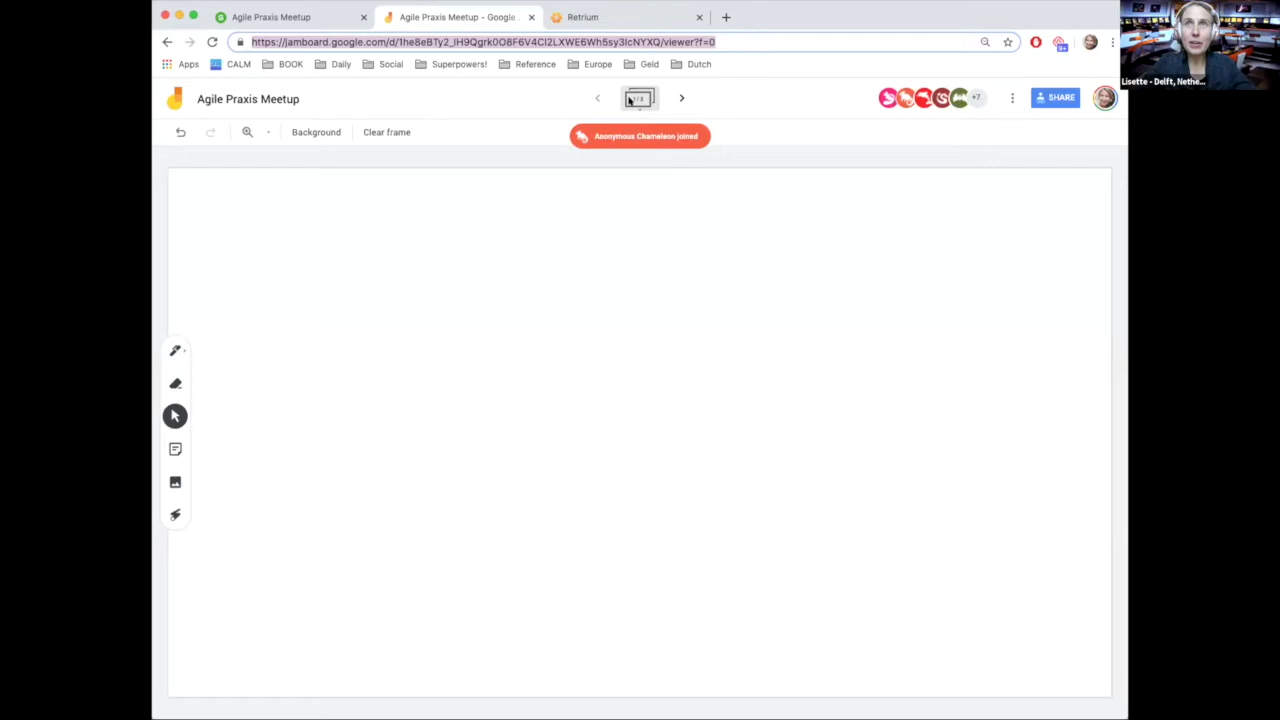 Agile Praxis Meetup
Agile Praxis Meetup - Google
Retrium
https://jamboard.google.com/d/1he8eBTy2_IH9Qgrk0O8F6V4Cl2LXWE6Wh5sy3lcNYXQ/viewer?f=0
9+
Apps
CALM
BOOK
Daily
Social
Superpowers!
Reference
Europe
Geld
Dutch
Lisette - Delft, Nethe...
Agile Praxis Meetup
+7
SHARE
Background
Clear frame
Anonymous Chameleon joined